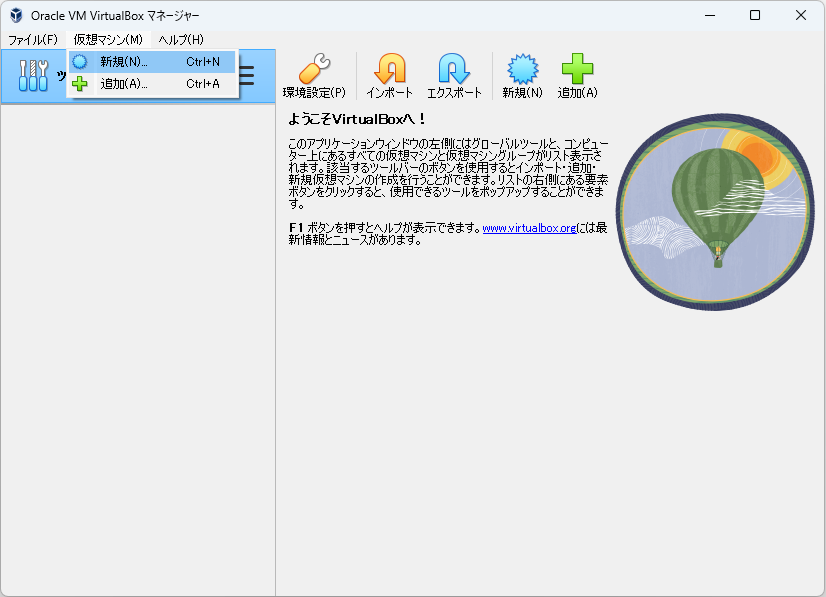 Oracle VM VirtualBox マネージャー
ファイル(F) 仮想マシン(M) ヘルプ(H)
新規(N)... Ctrl+N
追加(A)... Ctrl+A
ツ
環境設定(P) インポート エクスポート 新規(N) 追加(A)
ようこそVirtualBoxへ！
このアプリケーションウィンドウの左側にはグローバルツールと、コンピュー
ター上にあるすべての仮想マシンと仮想マシングループがリスト表示さ
れます。該当するツールバーのボタンを使用するとインポート・追加・
新規仮想マシンの作成を行うことができます。リストの右側にある要素
ボタンをクリックすると、使用できるツールをポップアップすることができま
す。
F1 ボタンを押すとヘルプが表示できます。www.virtualbox.orgには最
新情報とニュースがあります。